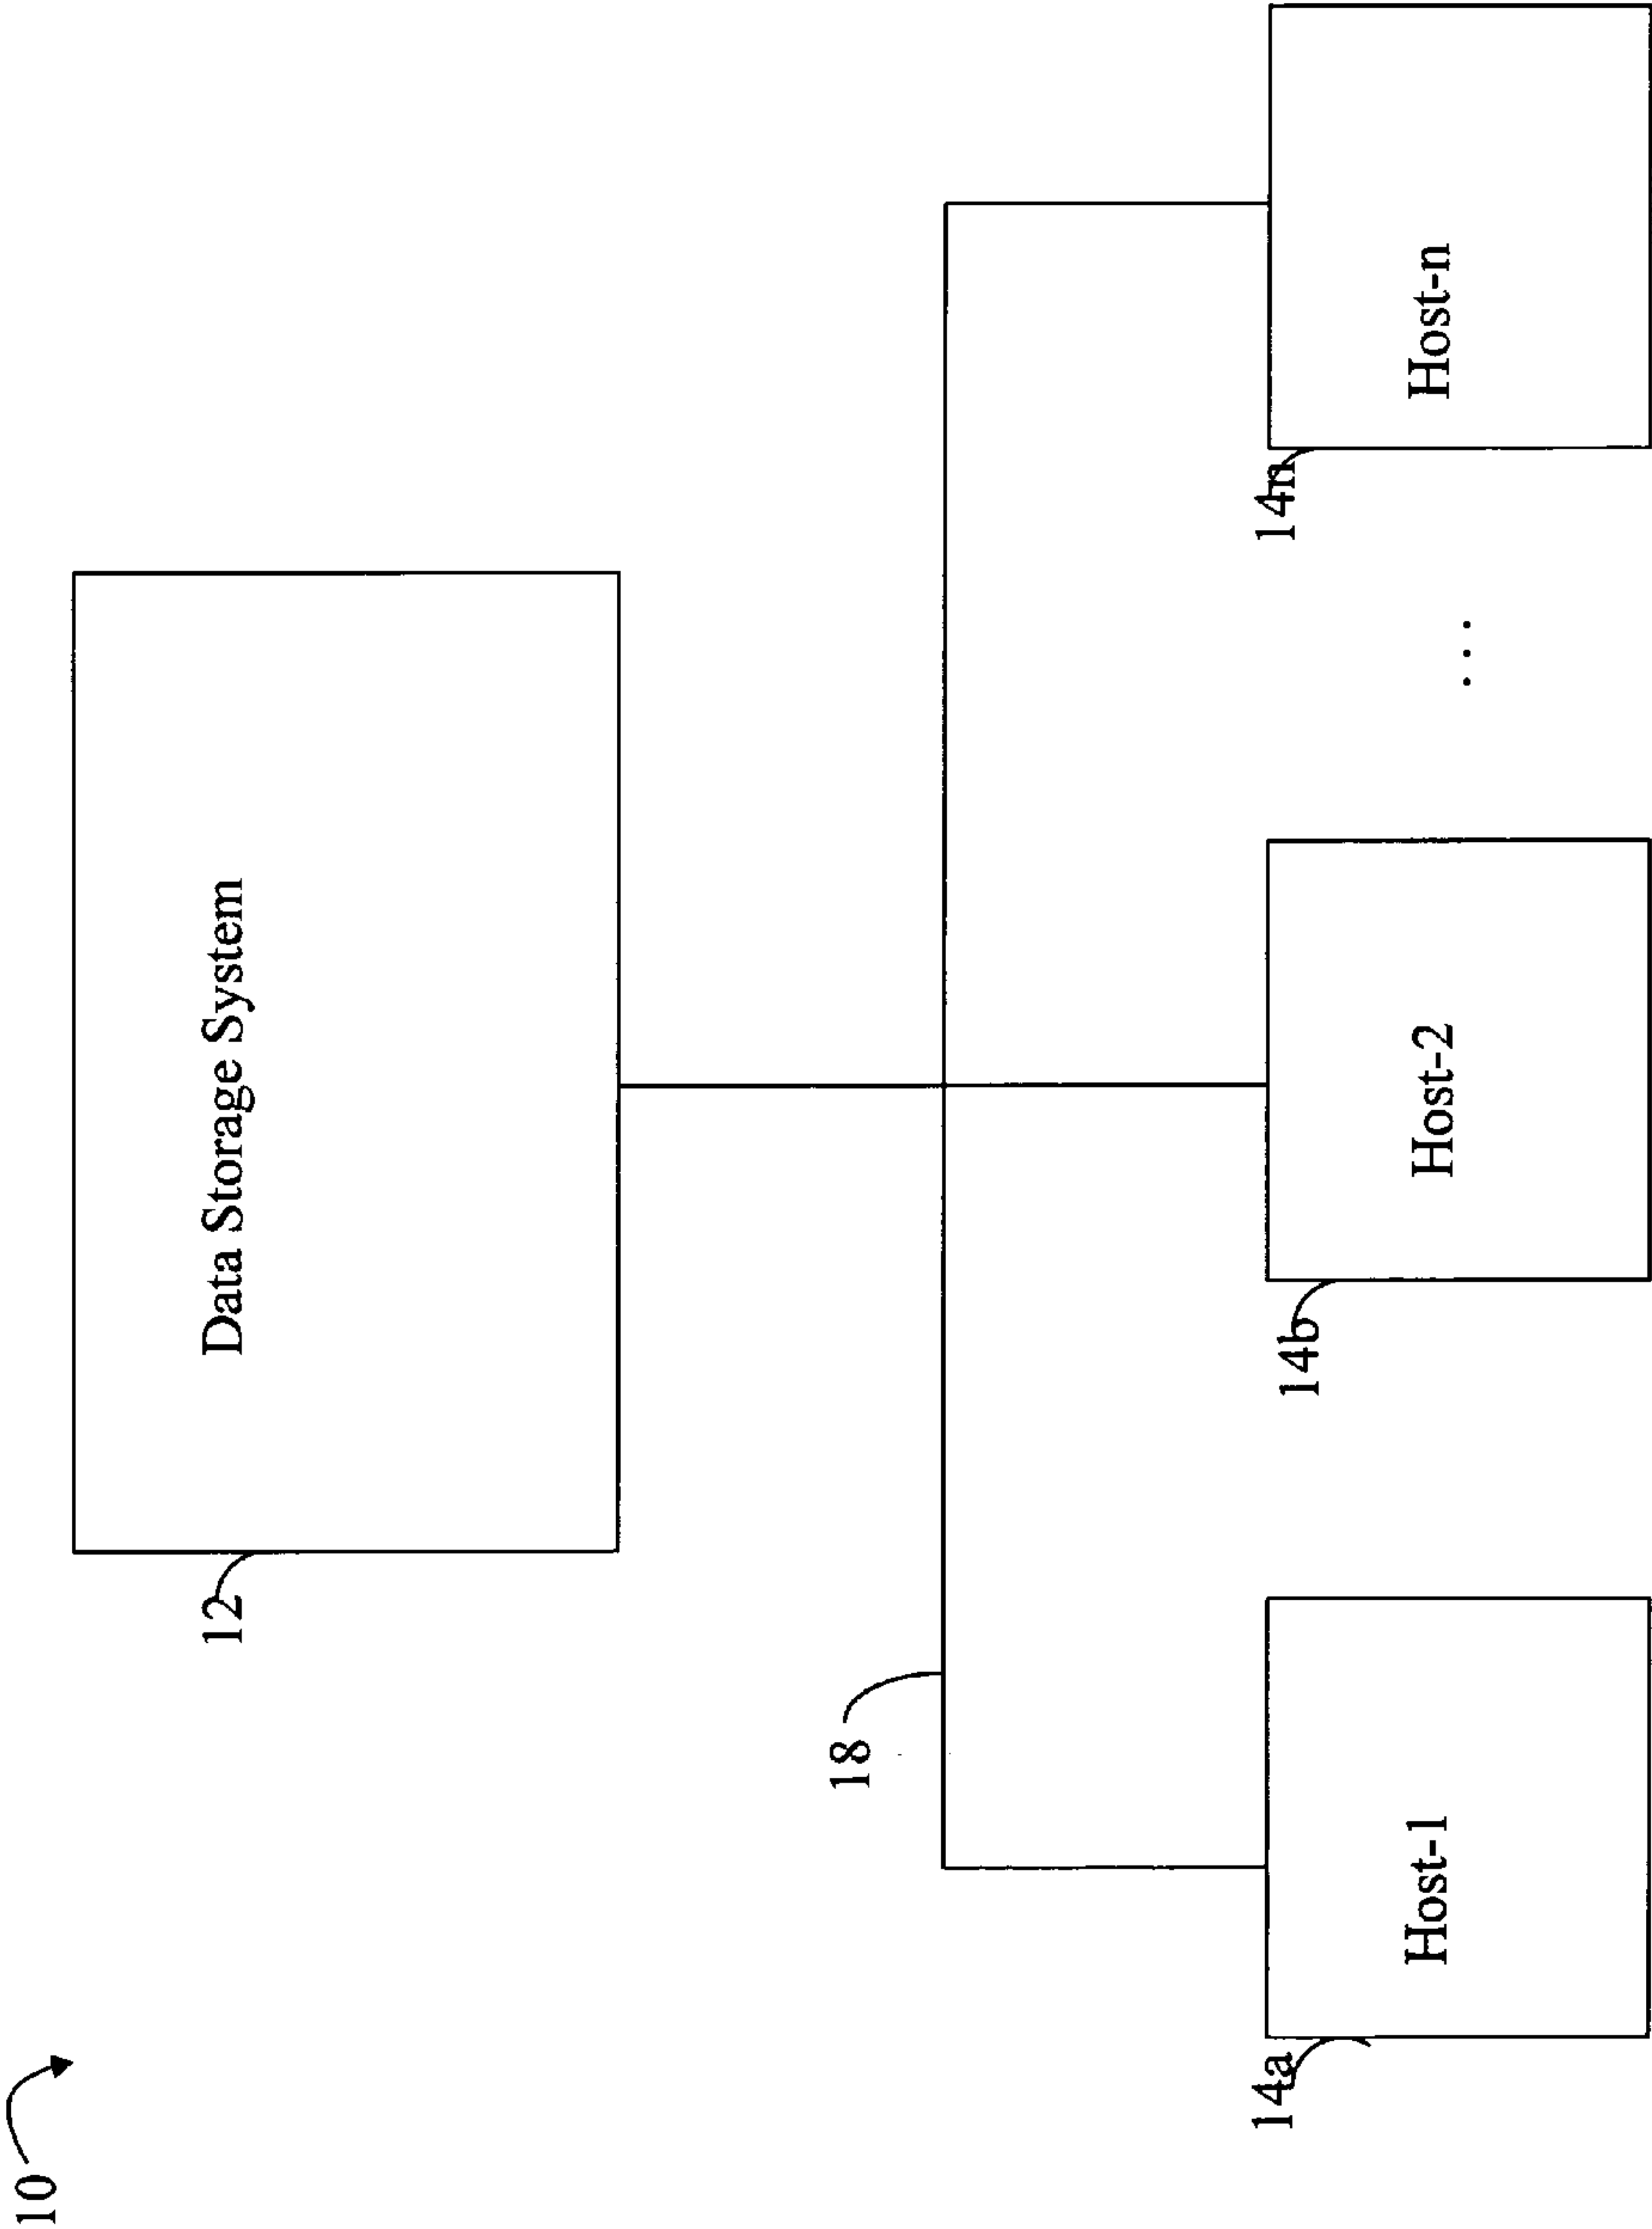 10
Data Storage System
12
18
14a
Host-1
14b
Host-2
. . .
14n
Host-n